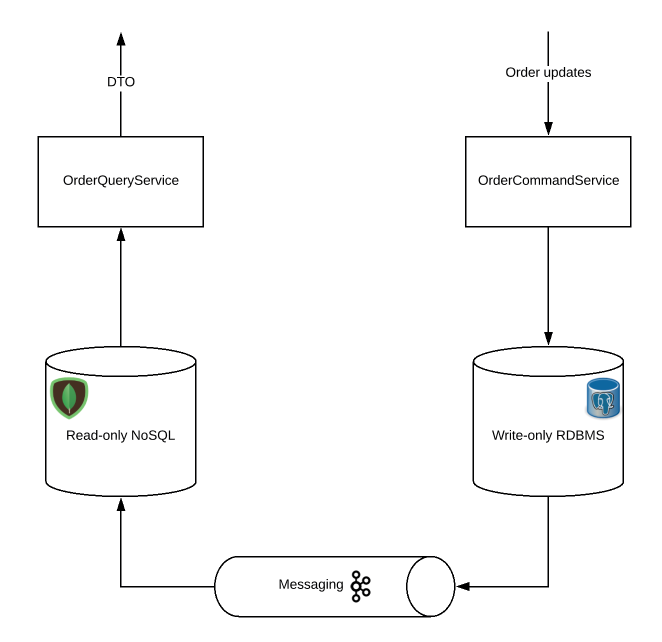 DTO
Order updates
OrderQueryService
OrderCommandService
Read-only NoSQL
Write-only RDBMS
Messaging